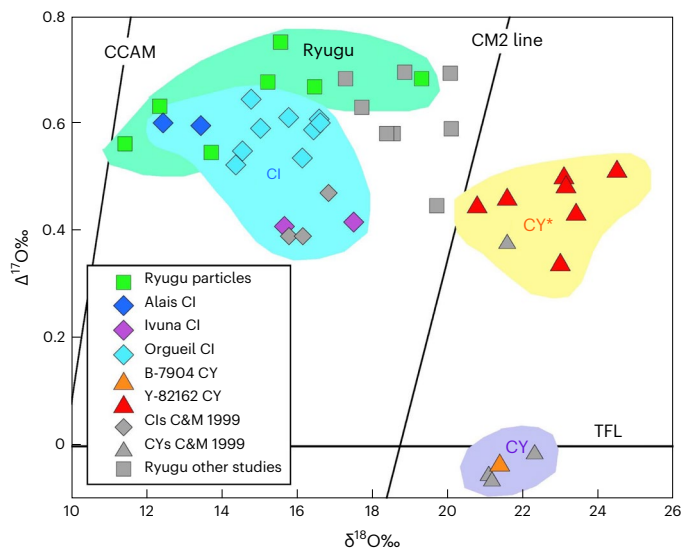 0.8
0.6
0.4
0.2
0
Δ¹⁷O‰
CCAM
Ryugu
CM2 line
CI
CY*
CY
TFL
Ryugu particles
Alais CI
Ivuna CI
Orgueil CI
B-7904 CY
Y-82162 CY
CIs C&M 1999
CYs C&M 1999
Ryugu other studies
10 12 14 16 18 20 22 24 26
δ¹⁸O‰